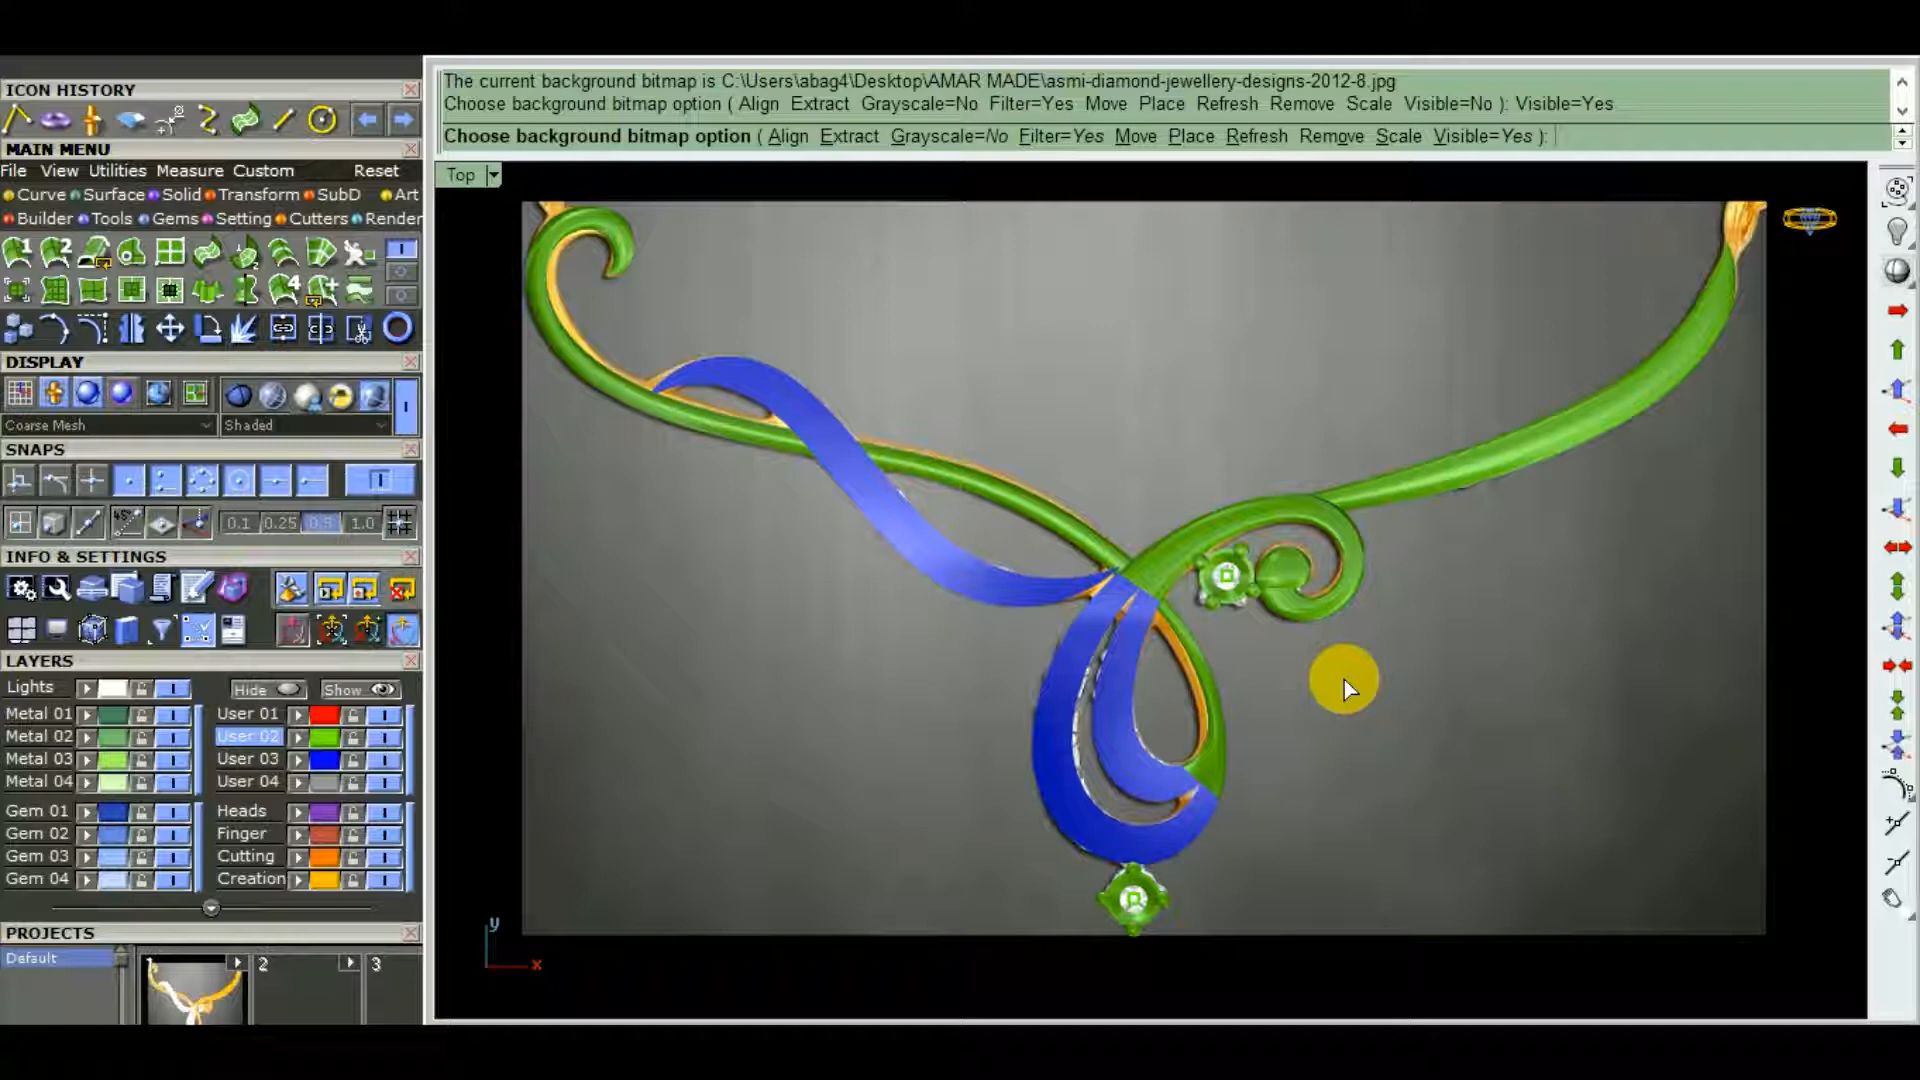 ICON HISTORY
MAIN MENU
File View Utilities Measure Custom Reset
Curve Surface Solid Transform SubD Art
Builder Tools Gems Setting Cutters Render
DISPLAY
Coarse Mesh Shaded
SNAPS
45° 0.1 0.25 0.5 1.0
INFO & SETTINGS
LAYERS
Lights Hide Show
Metal 01 User 01
Metal 02 User 02
Metal 03 User 03
Metal 04 User 04
Gem 01 Heads
Gem 02 Finger
Gem 03 Cutting
Gem 04 Creation
PROJECTS
Default 1 2 3
The current background bitmap is C:\Users\abag4\Desktop\AMAR MADE\asmi-diamond-jewellery-designs-2012-8.jpg
Choose background bitmap option ( Align Extract Grayscale=No Filter=Yes Move Place Refresh Remove Scale Visible=No ): Visible=Yes
Choose background bitmap option ( Align Extract Grayscale=No Filter=Yes Move Place Refresh Remove Scale Visible=Yes ):
Top
y
x